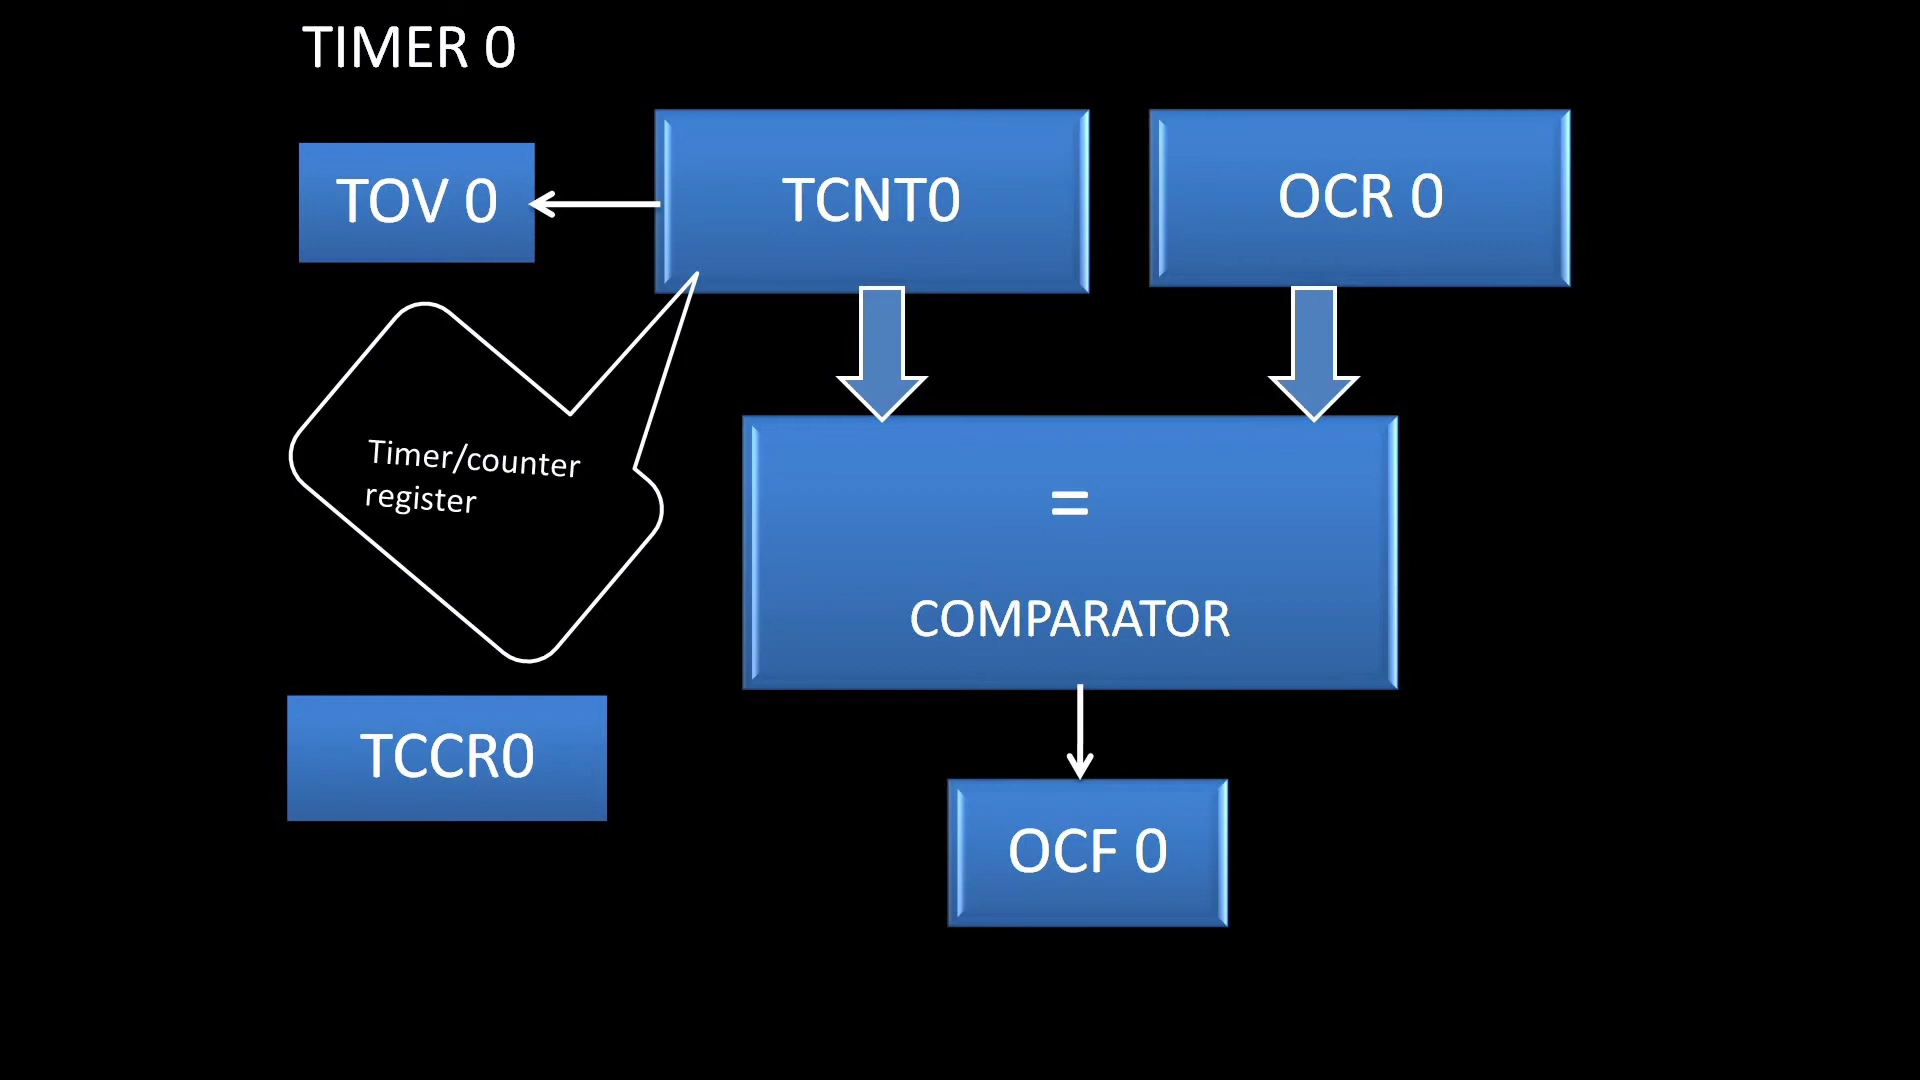 TIMER 0
TOV 0
TCNT0
OCR 0
Timer/counter
register
=
COMPARATOR
TCCR0
OCF 0